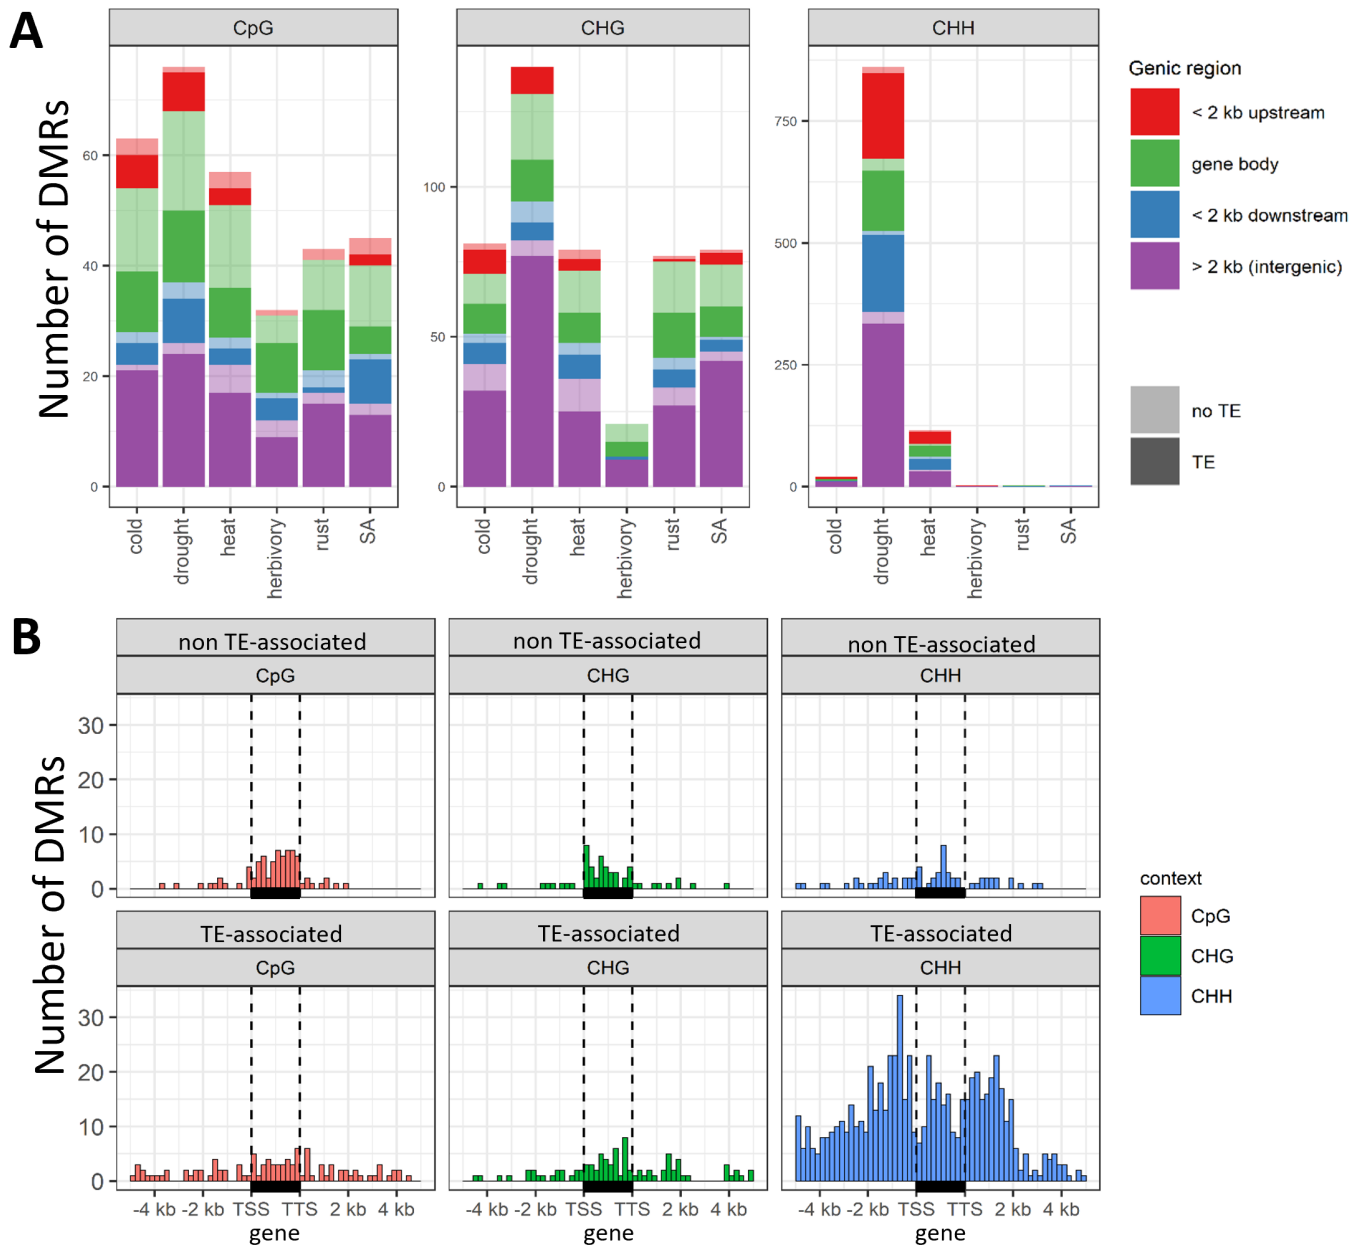 A
CpG
CHG
CHH
Number of DMRs
60
40
20
0
100
50
0
750
500
250
0
cold
drought
heat
herbivory
rust
SA
cold
drought
heat
herbivory
rust
SA
cold
drought
heat
herbivory
rust
SA
Genic region
< 2 kb upstream
gene body
< 2 kb downstream
> 2 kb (intergenic)
no TE
TE
B
non TE-associated
non TE-associated
non TE-associated
CpG
CHG
CHH
Number of DMRs
30
20
10
0
TE-associated
TE-associated
TE-associated
CpG
CHG
CHH
Number of DMRs
30
20
10
0
-4 kb -2 kb TSS TTS 2 kb 4 kb
-4 kb -2 kb TSS TTS 2 kb 4 kb
-4 kb -2 kb TSS TTS 2 kb 4 kb
gene
gene
gene
context
CpG
CHG
CHH